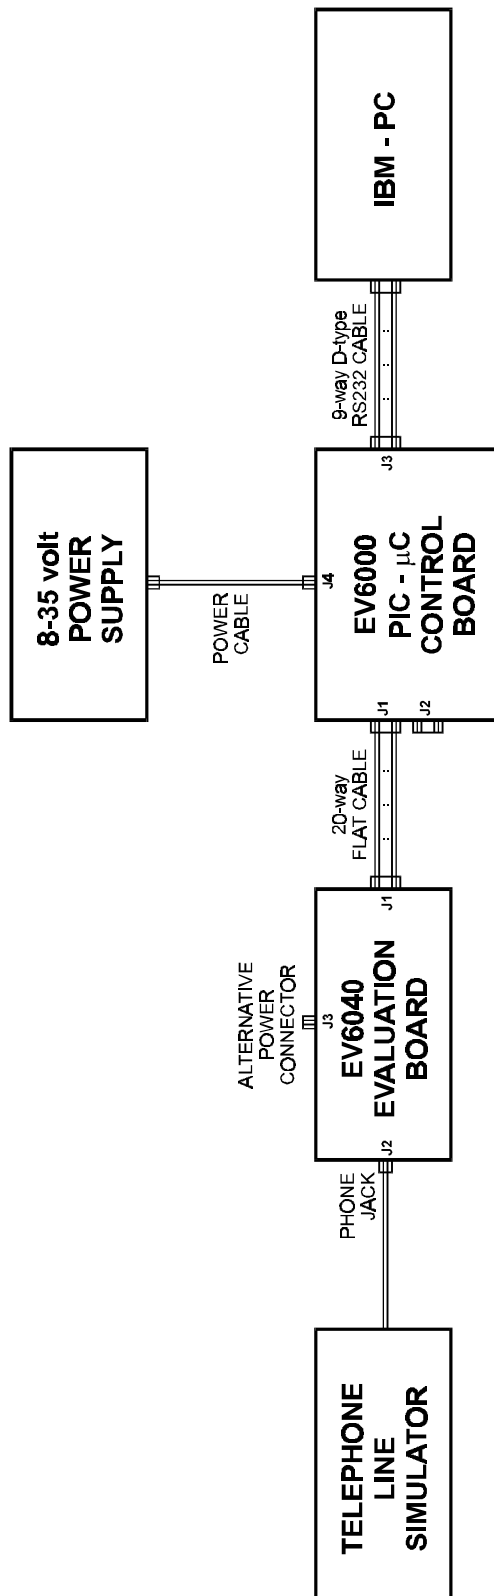 8-35 volt
POWER
SUPPLY
POWER
CABLE
TELEPHONE
LINE
SIMULATOR
PHONE
JACK
J2
ALTERNATIVE
POWER
CONNECTOR
J3
EV6040
EVALUATION
BOARD
J1
20-way
FLAT CABLE
J1
J2
J4
EV6000
PIC - μC
CONTROL
BOARD
J3
9-way D-type
RS232 CABLE
IBM - PC